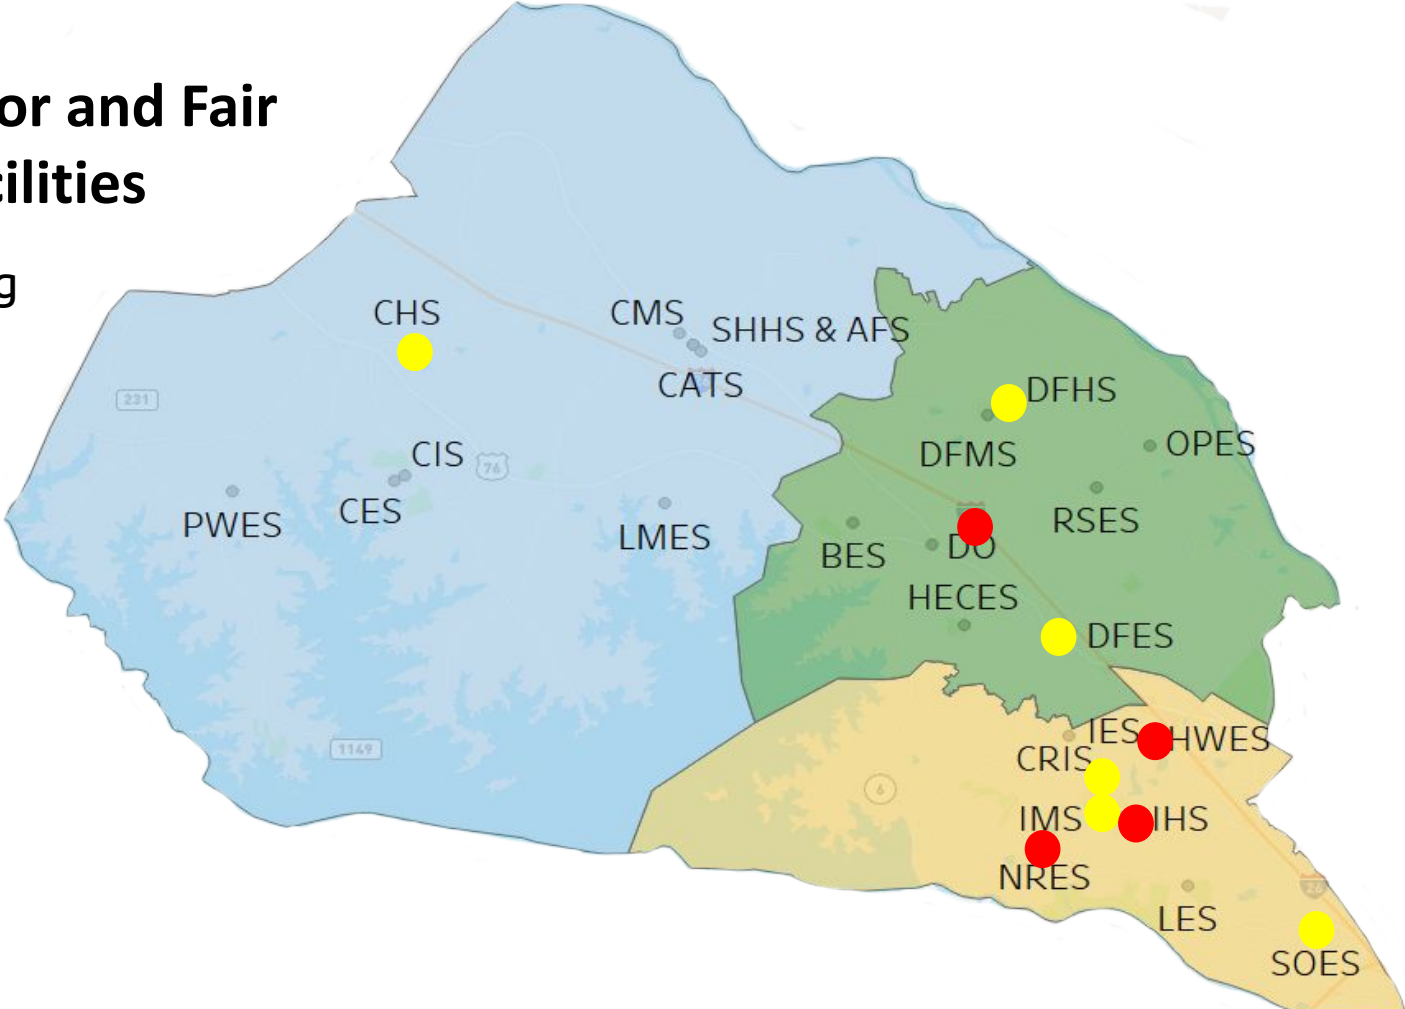 or and Fair
cilities
g
CHS
CMS
SHHS & AFS
CATS
231
DFHS
DFMS
OPES
CIS
76
CES
PWES
LMES
RSES
BES
DO
HECES
DFES
1149
IES
HWES
CRIS
6
IMS
IHS
NRES
26
LES
SOES